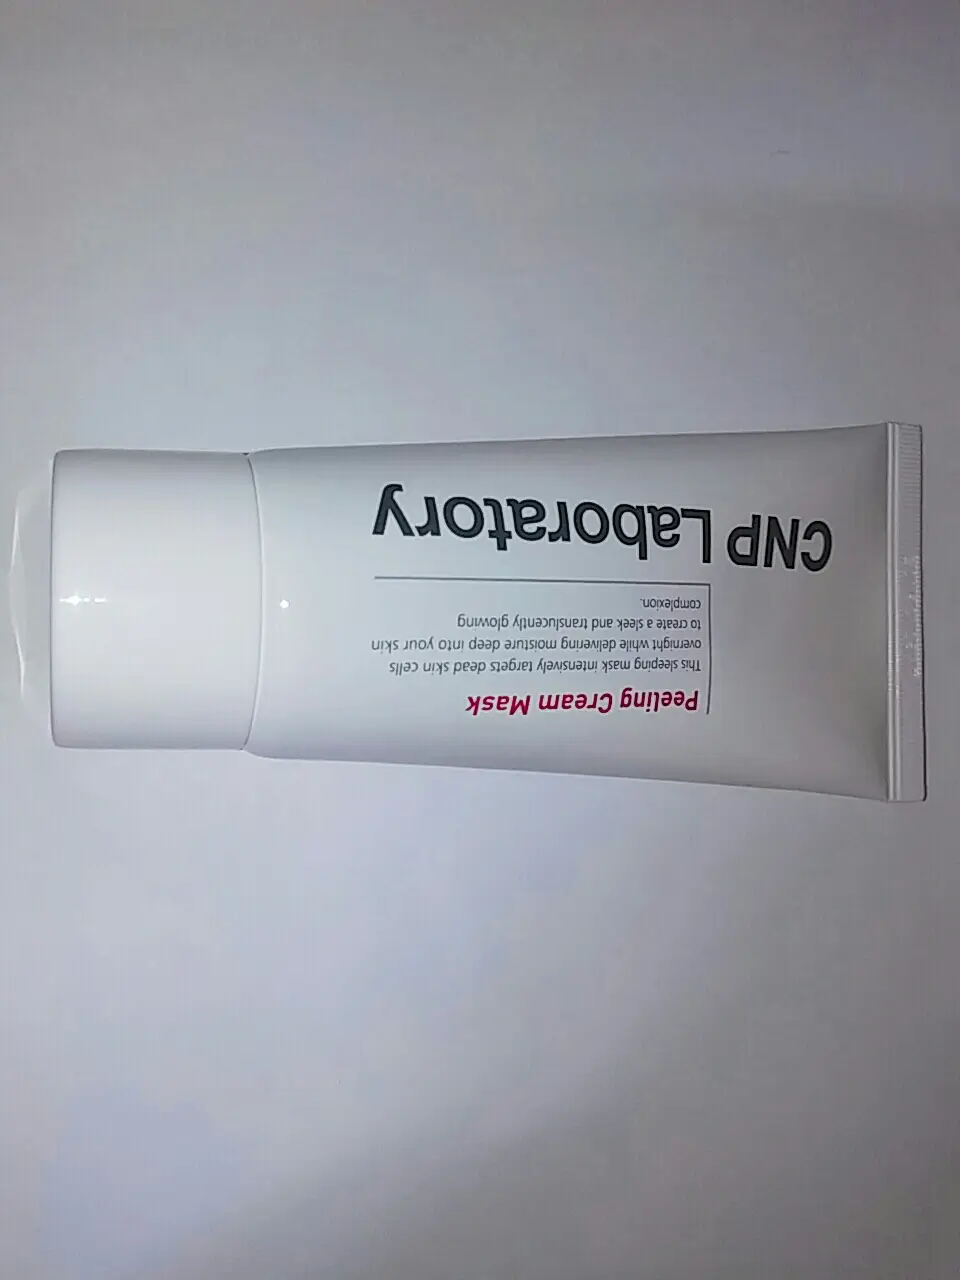 CNP Laboratory
Peeling Cream Mask
This sleeping mask intensively targets dead skin cells
overnight while delivering moisture deep into your skin
to create a sleek and translucently glowing
complexion.